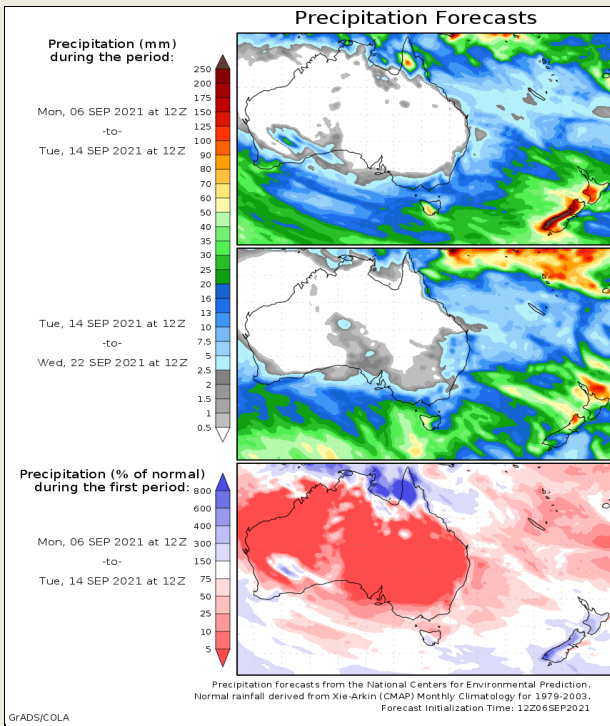 Precipitation Forecasts
Precipitation (mm)
during the period:
Mon, 06 SEP 2021 at 12Z
-to-
Tue, 14 SEP 2021 at 12Z
250
200
175
150
125
100
90
80
70
60
50
40
35
30
25
20
16
13
10
7.5
5
2.5
2
1.5
1
0.5
Tue, 14 SEP 2021 at 12Z
-to-
Wed, 22 SEP 2021 at 12Z
Precipitation (% of normal)
during the first period:
Mon, 06 SEP 2021 at 12Z
-to-
Tue, 14 SEP 2021 at 12Z
800
600
400
300
150
75
50
25
10
5
Precipitation forecasts from the National Centers for Environmental Prediction.
Normal rainfall derived from Xie-Arkin (CMAP) Monthly Climatology for 1979-2003.
Forecast Initialization Time: 12Z06SEP2021
GrADS/COLA